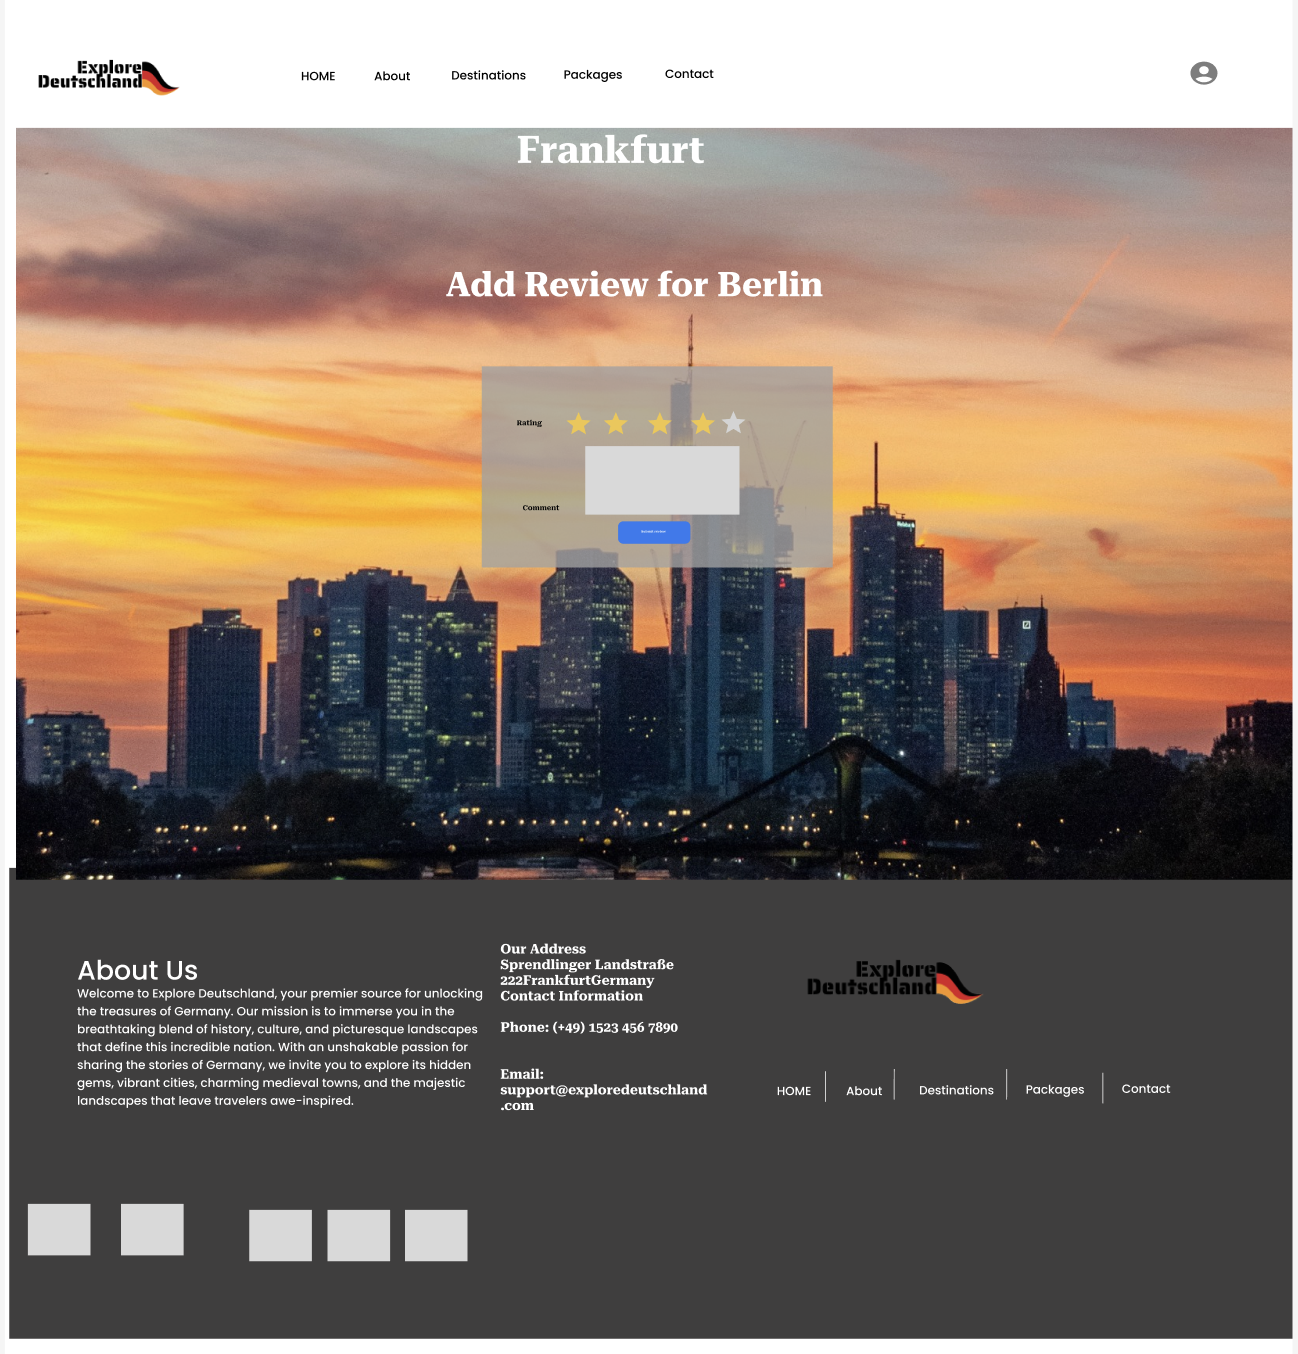 Explore
Deutschland
HOME About Destinations Packages Contact
Frankfurt
Add Review for Berlin
Rating
Comment
Our Address
Sprendlinger Landstraße
222FrankfurtGermany
Contact Information
Phone: (+49) 1523 456 7890
Email:
support@exploredeutschland
.com
About Us
Welcome to Explore Deutschland, your premier source for unlocking
the treasures of Germany. Our mission is to immerse you in the
breathtaking blend of history, culture, and picturesque landscapes
that define this incredible nation. With an unshakable passion for
sharing the stories of Germany, we invite you to explore its hidden
gems, vibrant cities, charming medieval towns, and the majestic
landscapes that leave travelers awe-inspired.
Explore
Deutschland
HOME About Destinations Packages Contact